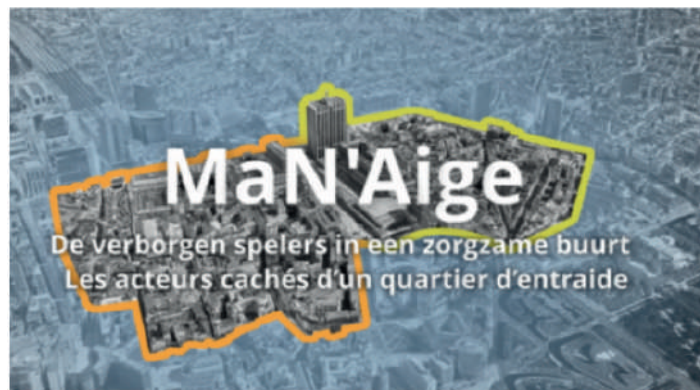 MaN'Aige
De verborgen spelers in een zorgzame buurt
Les acteurs cachés d'un quartier d'entraide